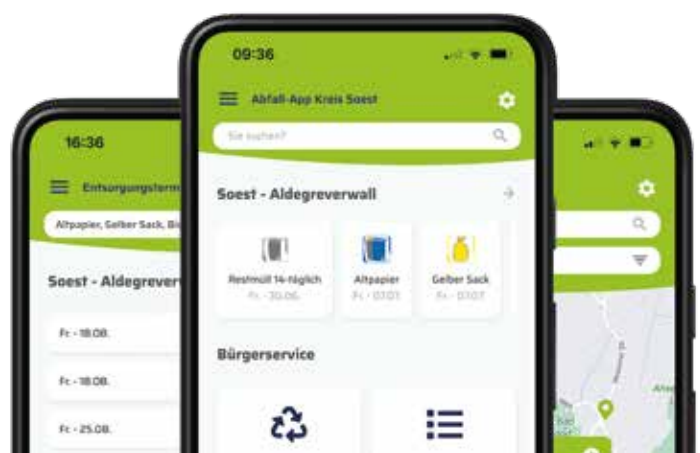 16:36
Entsorgungsterm
Altpapier, Gelber Sack, Bi
Soest - Aldegrever
Fr. - 18.08.
Fr. - 18.08.
Fr. - 25.08.
09:36
Abfall-App Kreis Soest
Sie suchen?
Soest - Aldegreverwall
Restmüll 14-täglich
Fr. - 30.06.
Altpapier
Fr. - 07.07.
Gelber Sack
Fr. - 07.07.
Bürgerservice